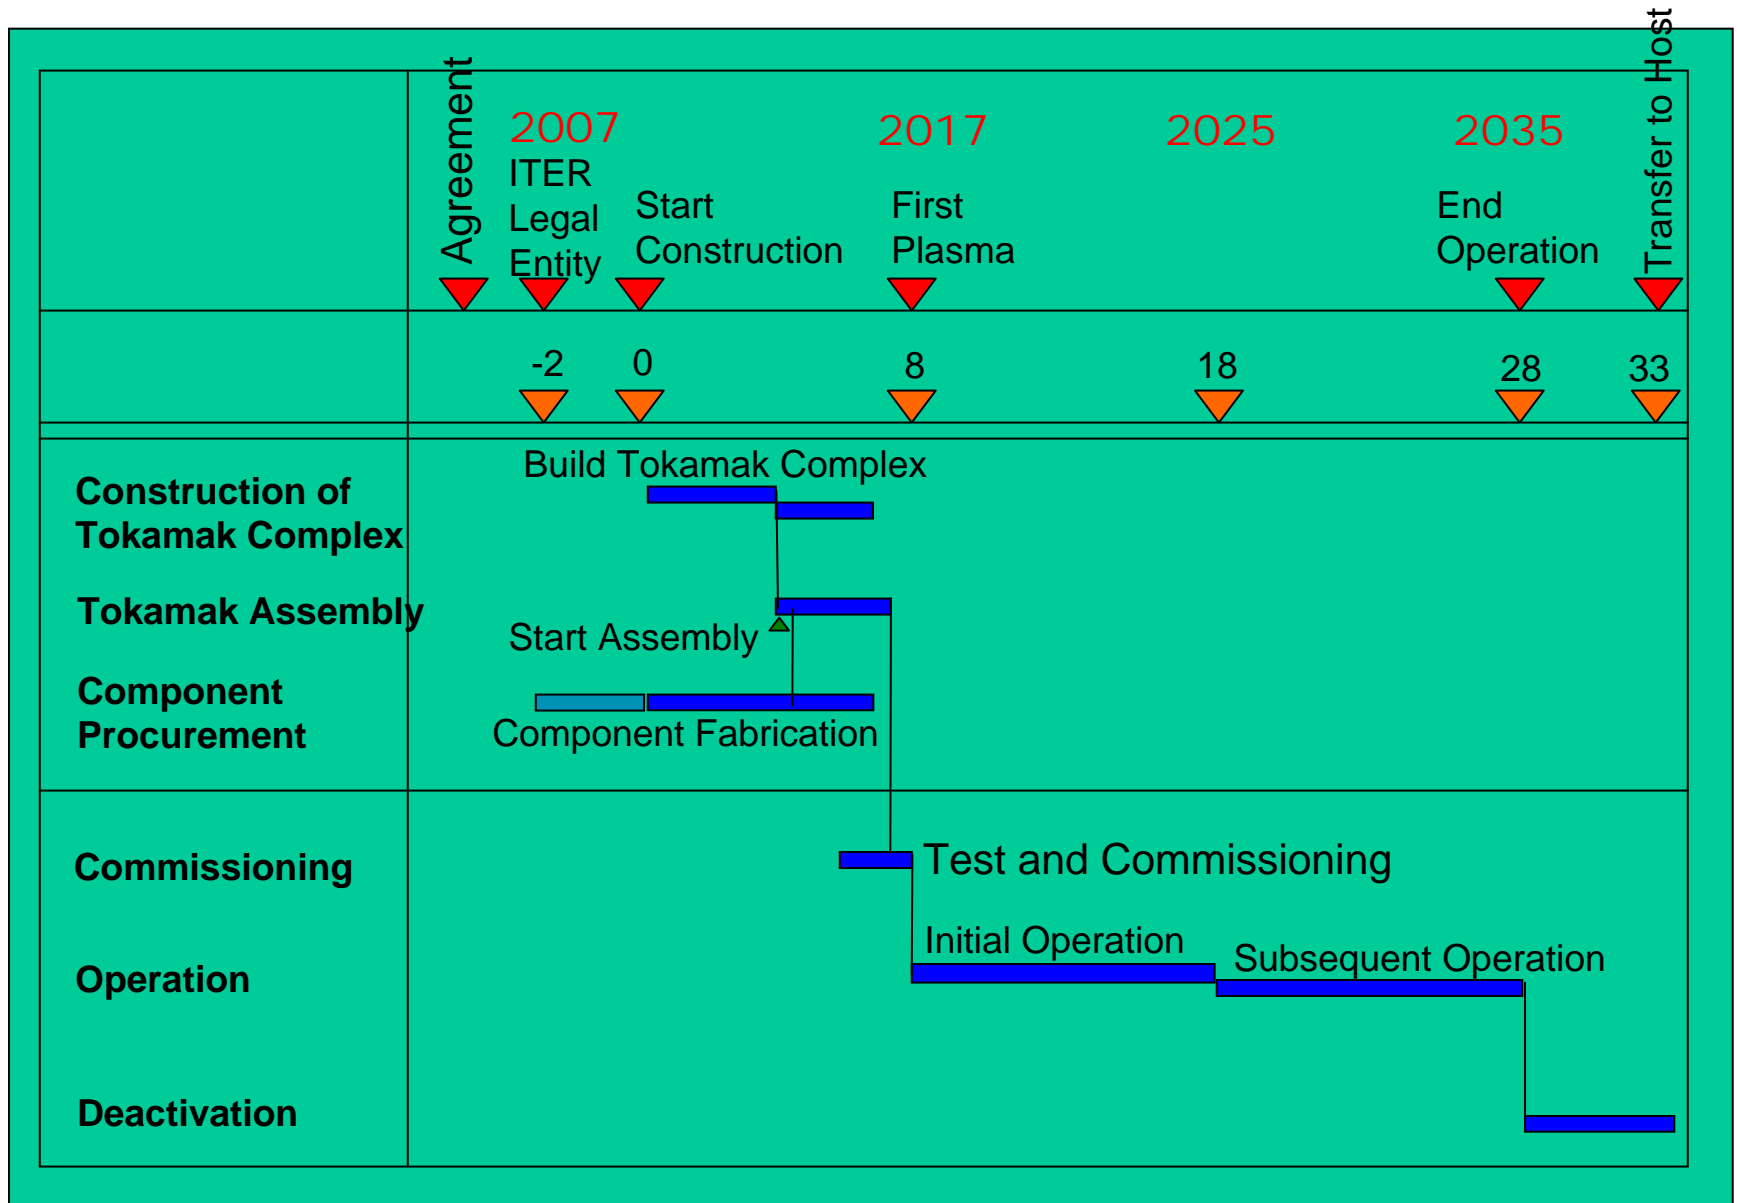 Agreement
2007
ITER
Legal
Entity
Start
Construction
2017
First
Plasma
2025
2035
End
Operation
Transfer to Host
-2
0
8
18
28
33
Construction of
Tokamak Complex
Build Tokamak Complex
Tokamak Assembly
Start Assembly
Component
Procurement
Component Fabrication
Commissioning
Test and Commissioning
Operation
Initial Operation
Subsequent Operation
Deactivation